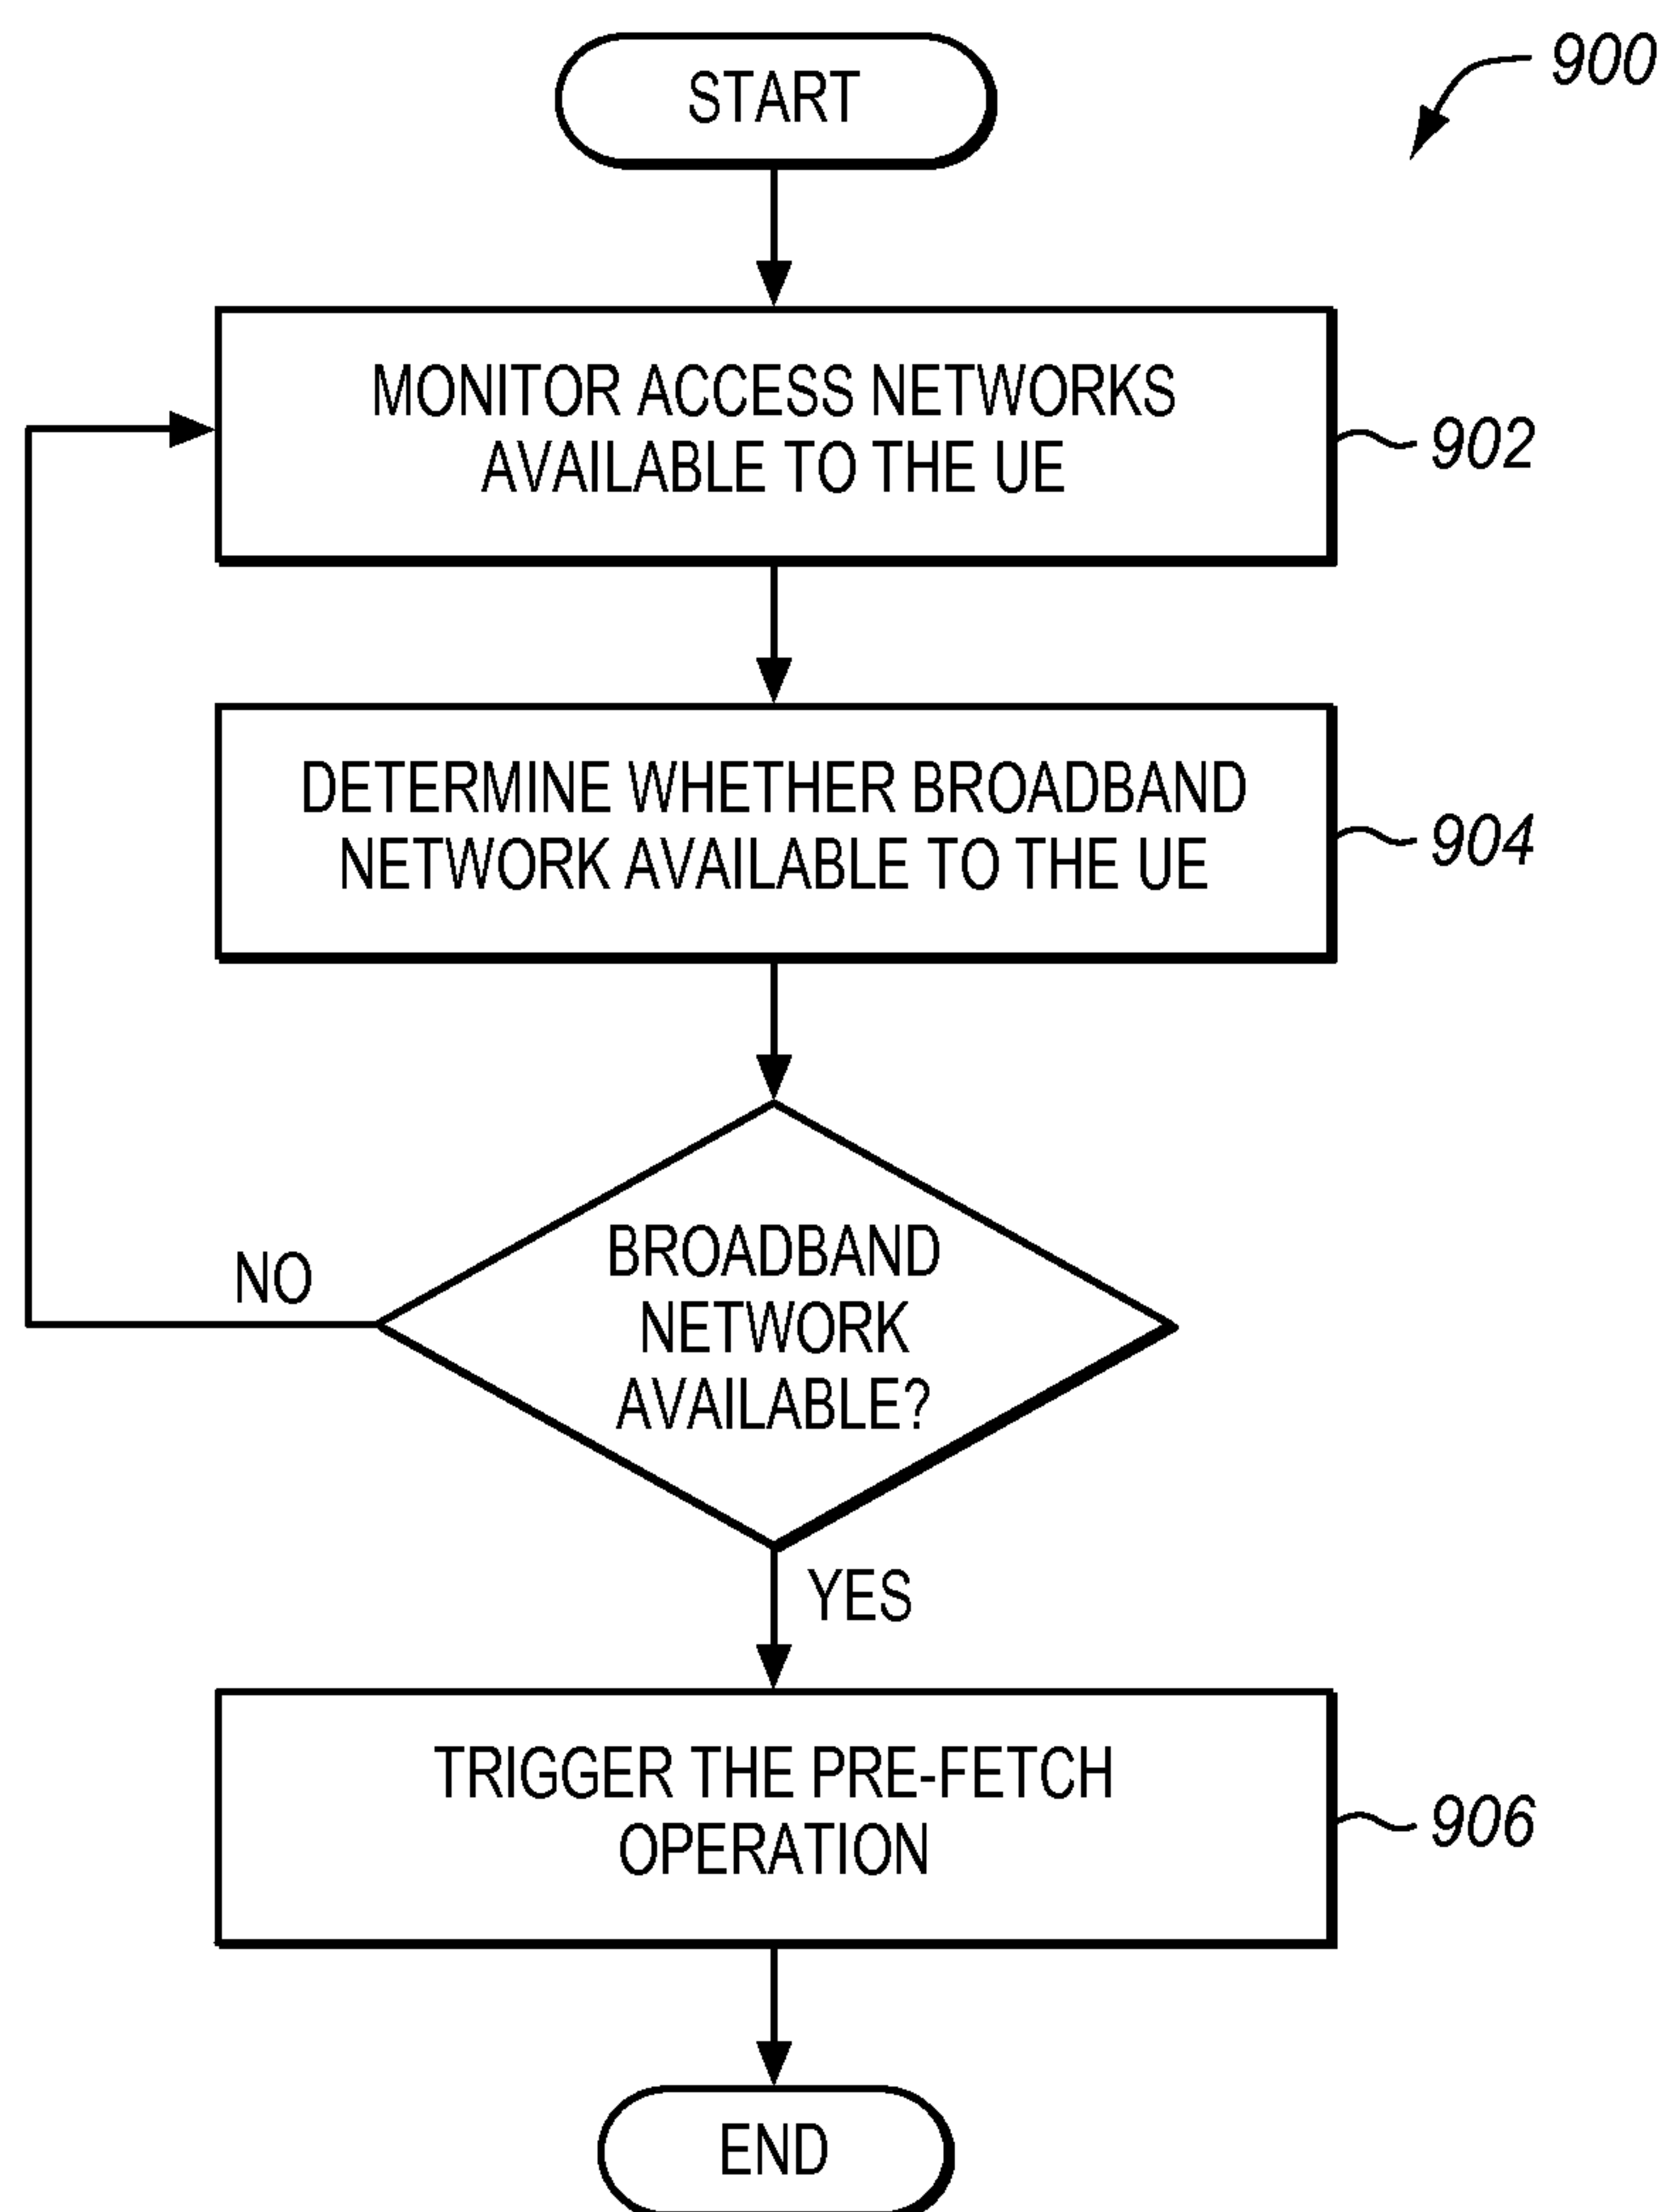 START
900
MONITOR ACCESS NETWORKS
AVAILABLE TO THE UE
902
DETERMINE WHETHER BROADBAND
NETWORK AVAILABLE TO THE UE
904
BROADBAND
NETWORK
AVAILABLE?
NO
YES
TRIGGER THE PRE-FETCH
OPERATION
906
END